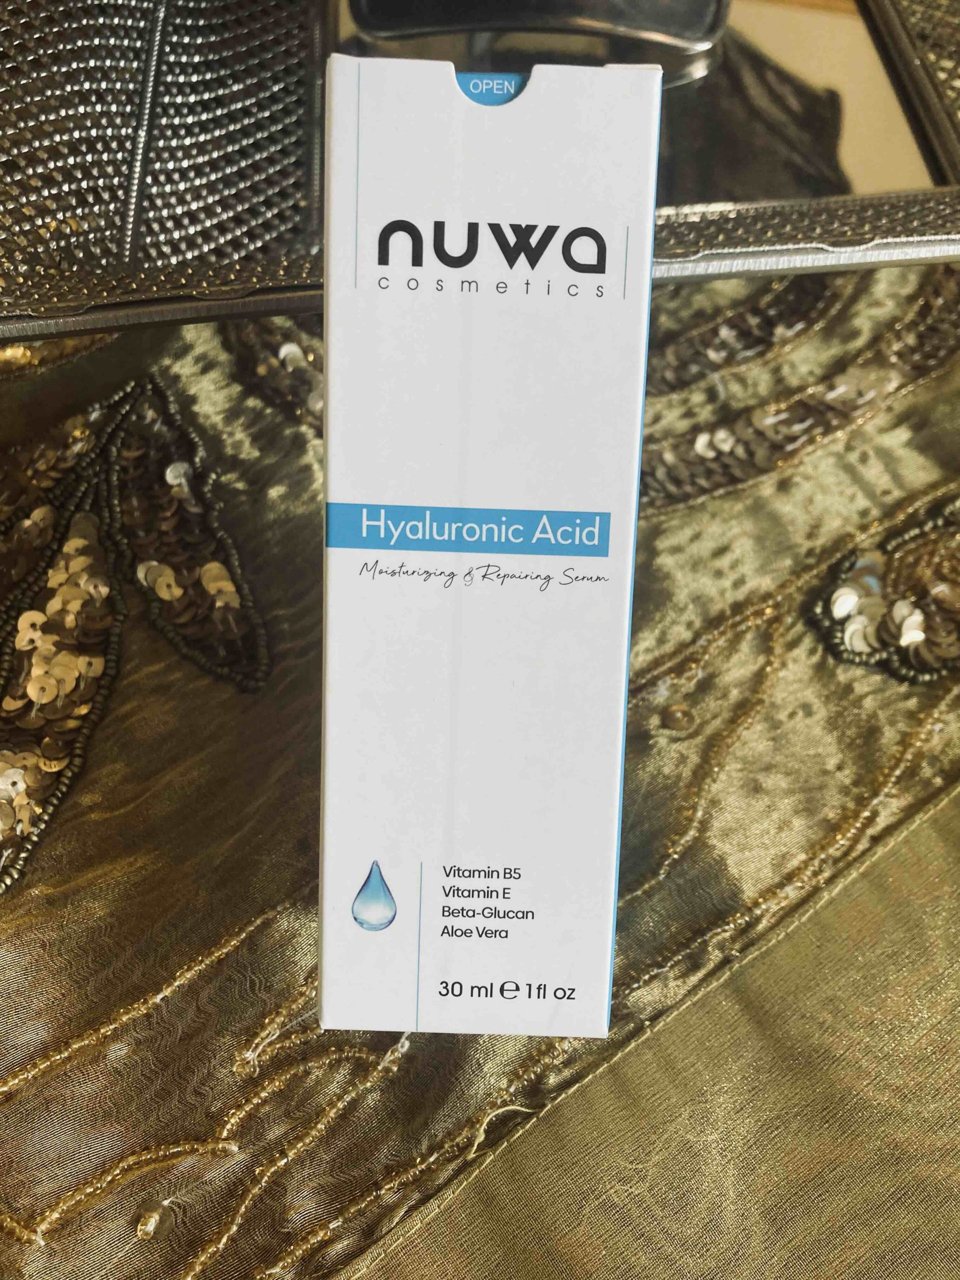 OPEN
nuwa
cosmetics
Hyaluronic Acid
Moisturizing & Repairing Serum
Vitamin B5
Vitamin E
Beta-Glucan
Aloe Vera
30 ml ℮ 1 fl oz